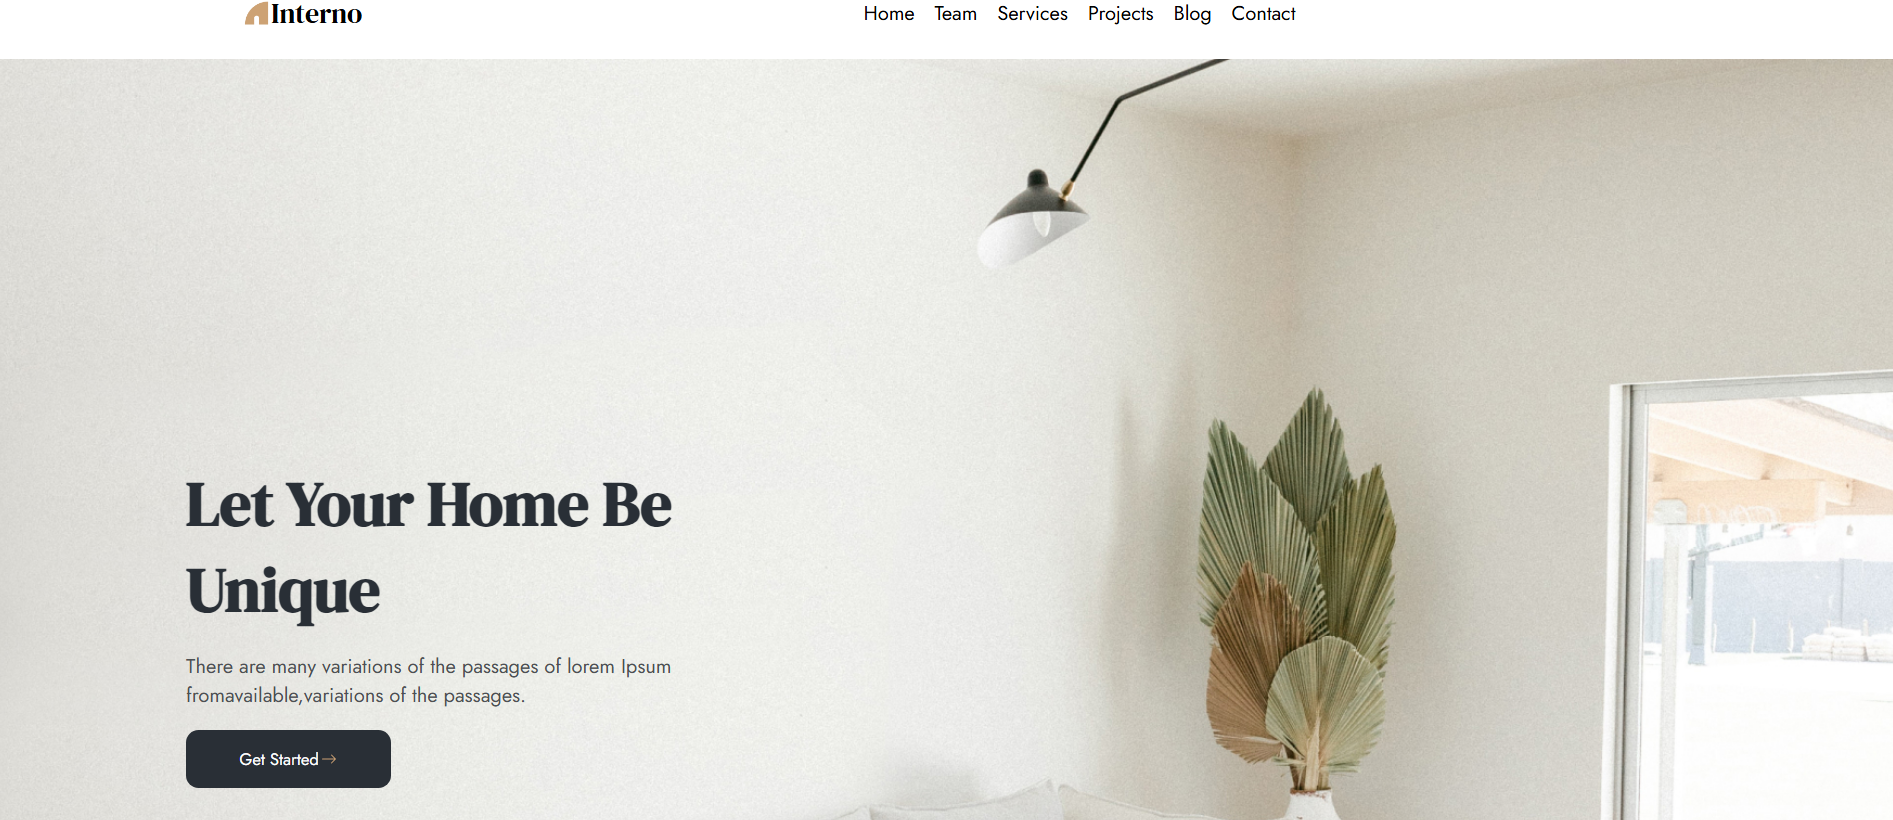 Interno
Home Team Services Projects Blog Contact
Let Your Home Be
Unique
There are many variations of the passages of lorem Ipsum
fromavailable,variations of the passages.
Get Started→